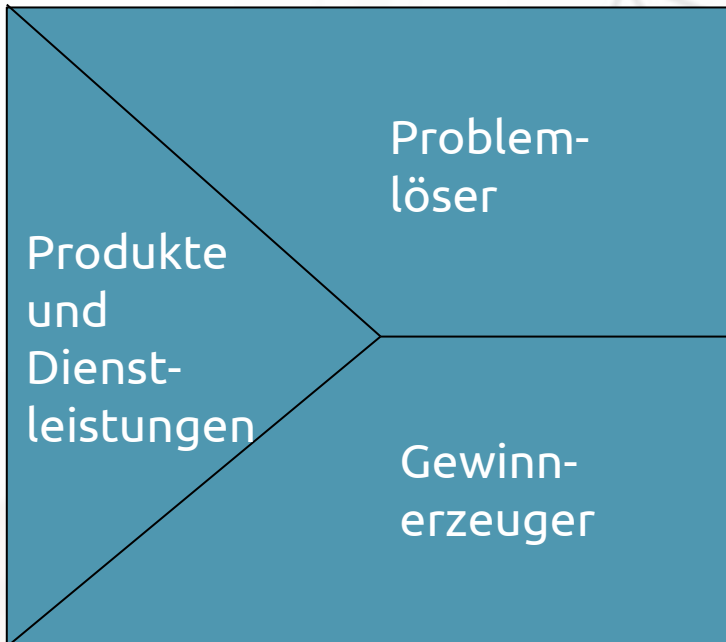 Problem-
löser
Produkte
und
Dienst-
leistungen
Gewinn-
erzeuger